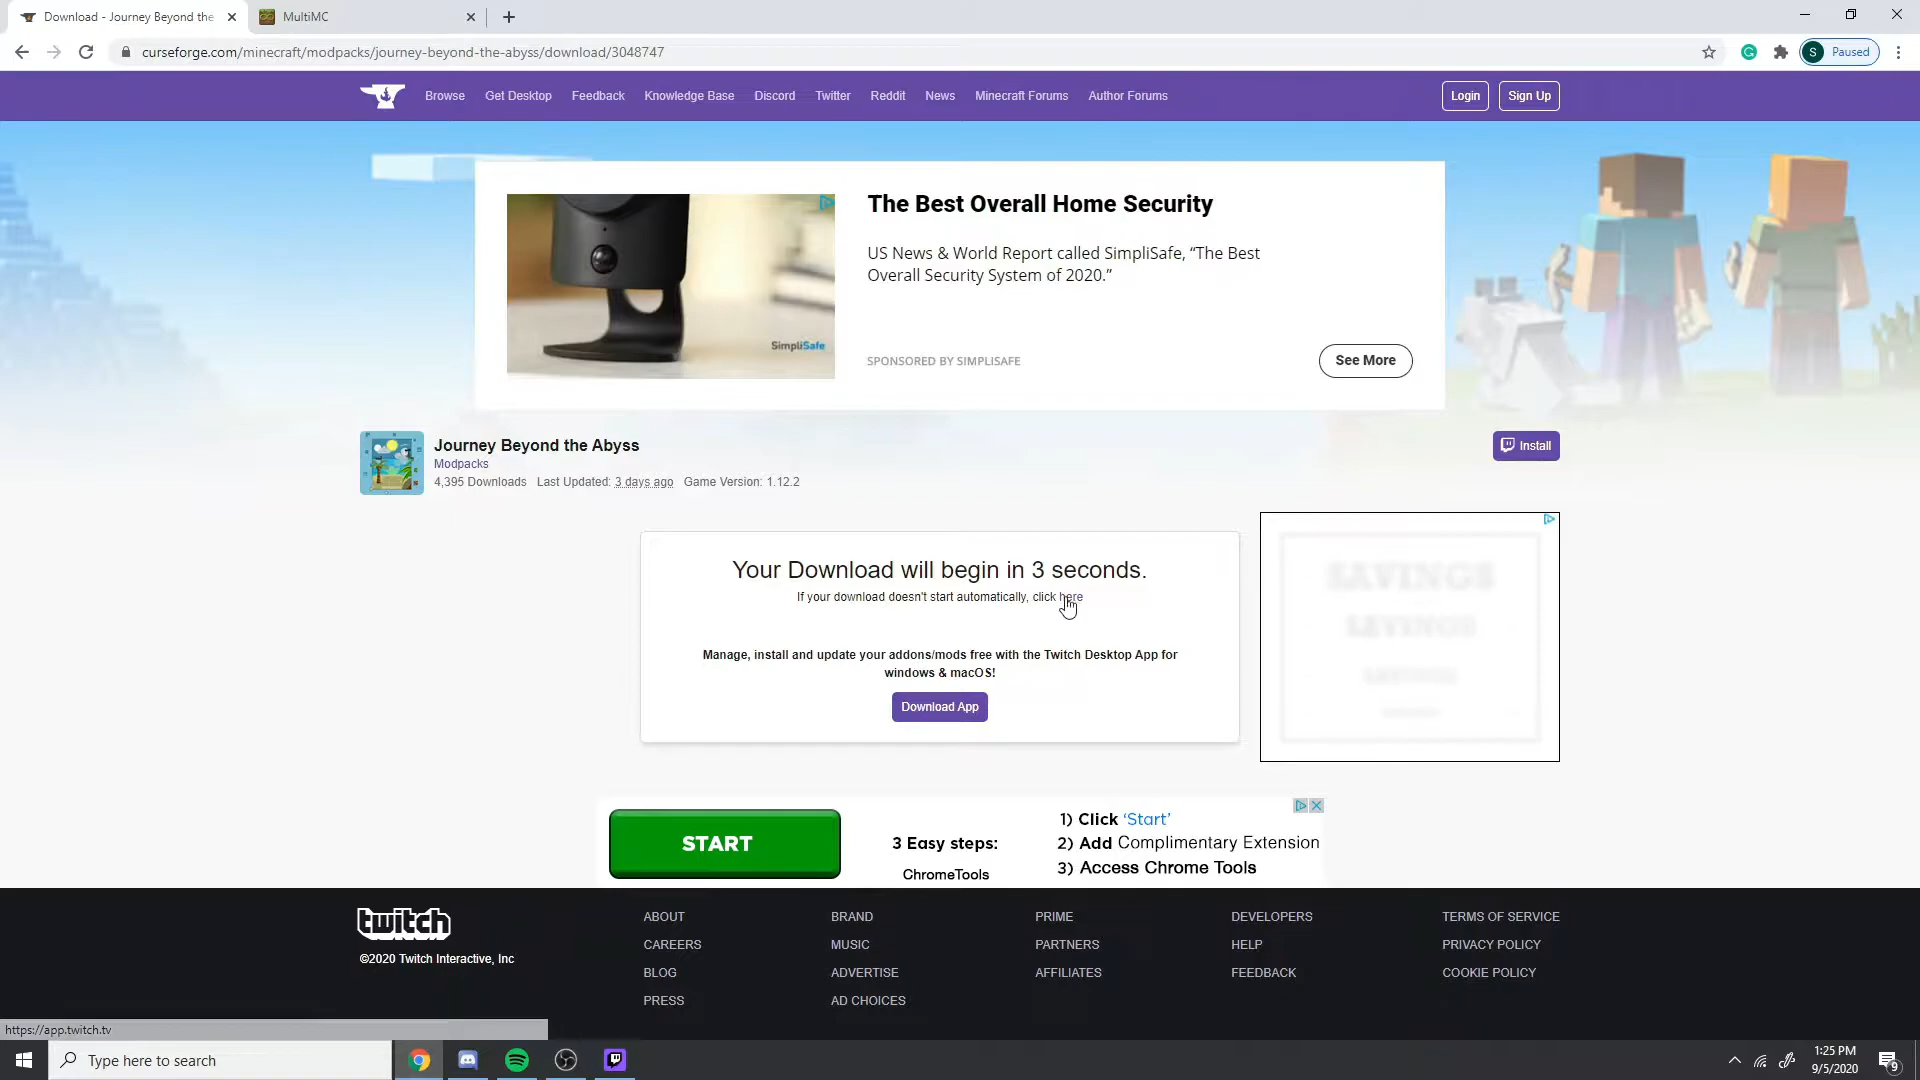 Download - Journey Beyond the
MultiMC
curseforge.com/minecraft/modpacks/journey-beyond-the-abyss/download/3048747
S
Paused
Browse
Get Desktop
Feedback
Knowledge Base
Discord
Twitter
Reddit
News
Minecraft Forums
Author Forums
Login
Sign Up
The Best Overall Home Security
US News & World Report called SimpliSafe, “The Best
Overall Security System of 2020.”
SimpliSafe
SPONSORED BY SIMPLISAFE
See More
Journey Beyond the Abyss
Modpacks
4,395 Downloads Last Updated: 3 days ago Game Version: 1.12.2
Install
Your Download will begin in 3 seconds.
If your download doesn't start automatically, click here
Manage, install and update your addons/mods free with the Twitch Desktop App for
windows & macOS!
Download App
SAVINGS
SAVINGS
START
3 Easy steps:
ChromeTools
1) Click ‘Start’
2) Add Complimentary Extension
3) Access Chrome Tools
twitch
©2020 Twitch Interactive, Inc
ABOUT
CAREERS
BLOG
PRESS
BRAND
MUSIC
ADVERTISE
AD CHOICES
PRIME
PARTNERS
AFFILIATES
DEVELOPERS
HELP
FEEDBACK
TERMS OF SERVICE
PRIVACY POLICY
COOKIE POLICY
https://app.twitch.tv
Type here to search
1:25 PM
9/5/2020
9